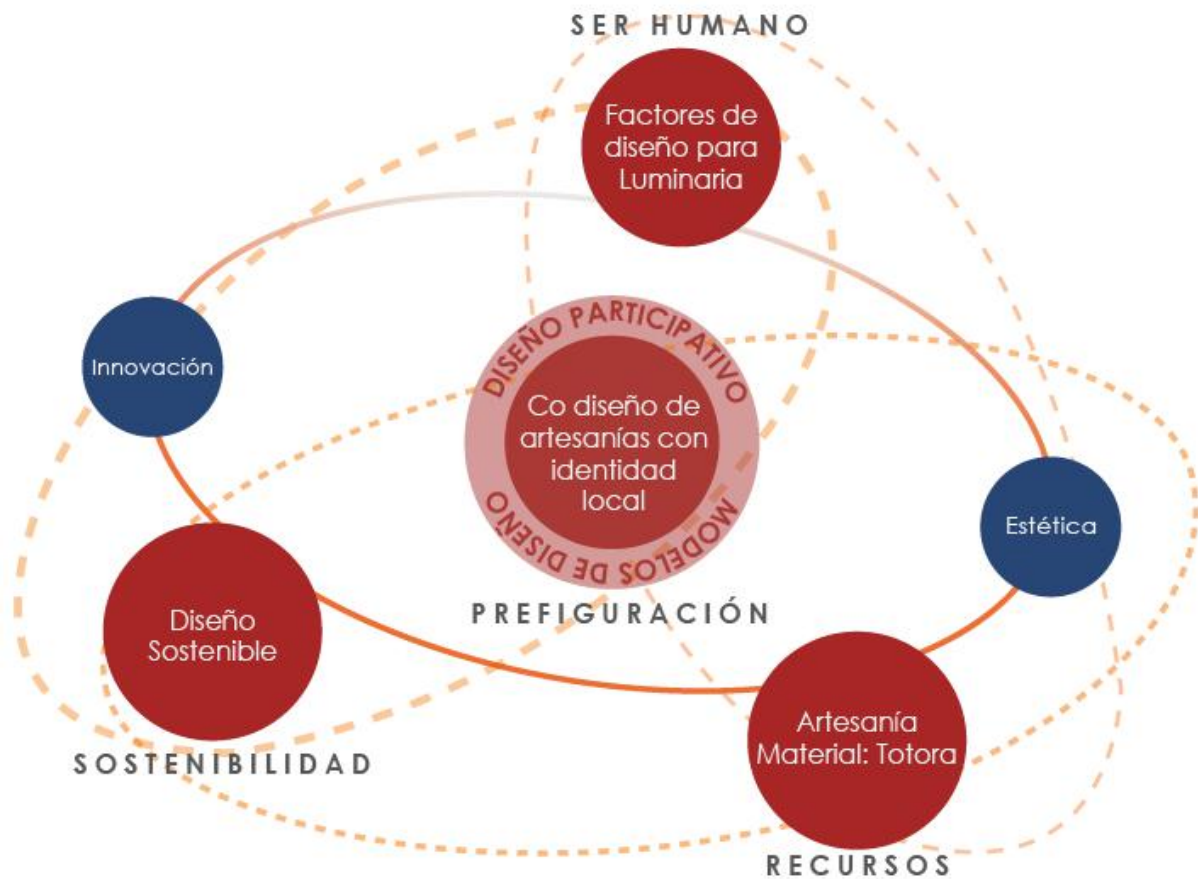 SER HUMANO
Factores de
diseño para
Luminaria
Innovación
DISEÑO PARTICIPATIVO
Co diseño de
artesanías con
identidad
local
MODELOS DE DISEÑO
Estética
PREFIGURACIÓN
Diseño
Sostenible
SOSTENIBILIDAD
Artesanía
Material: Totora
RECURSOS